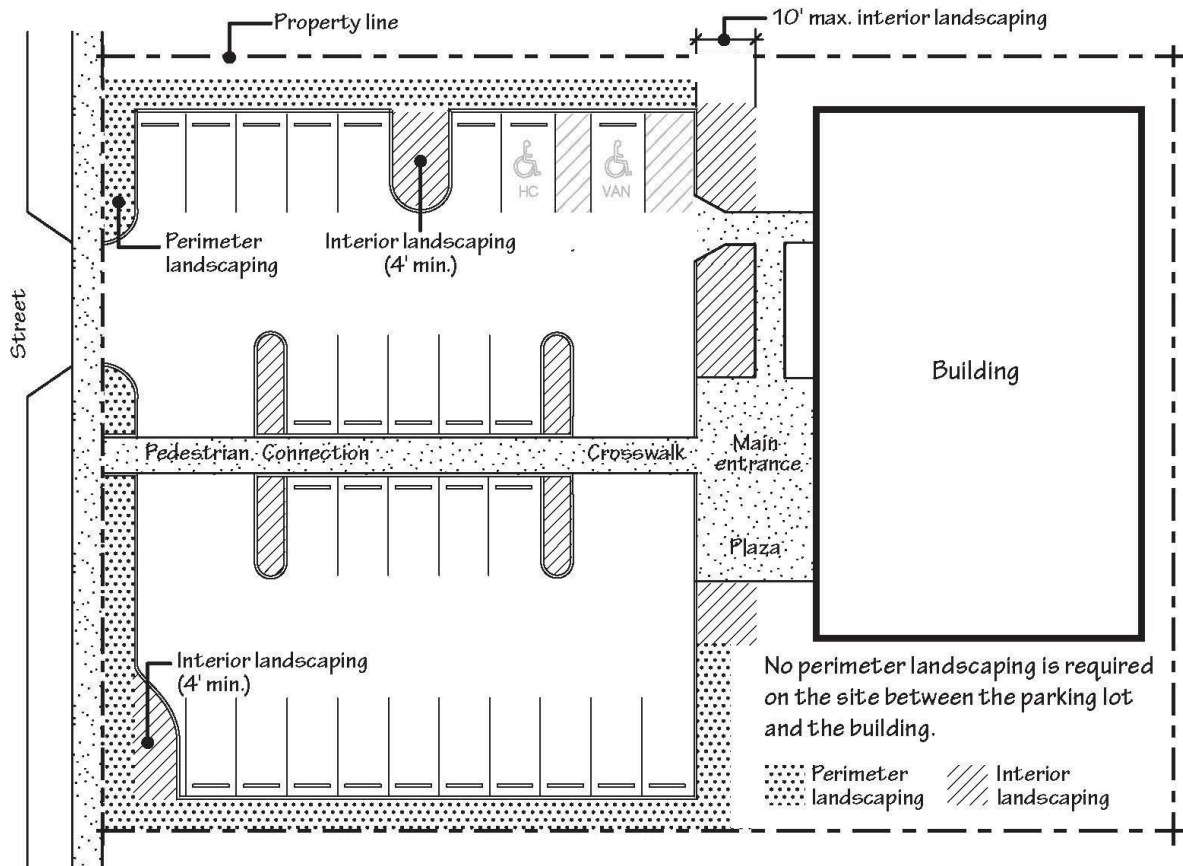 Property line
10' max. interior landscaping
HC
VAN
Perimeter
landscaping
Interior landscaping
(4' min.)
Street
Building
Pedestrian Connection
Crosswalk
Main
entrance
Plaza
Interior landscaping
(4' min.)
No perimeter landscaping is required
on the site between the parking lot
and the building.
Perimeter
landscaping
Interior
landscaping